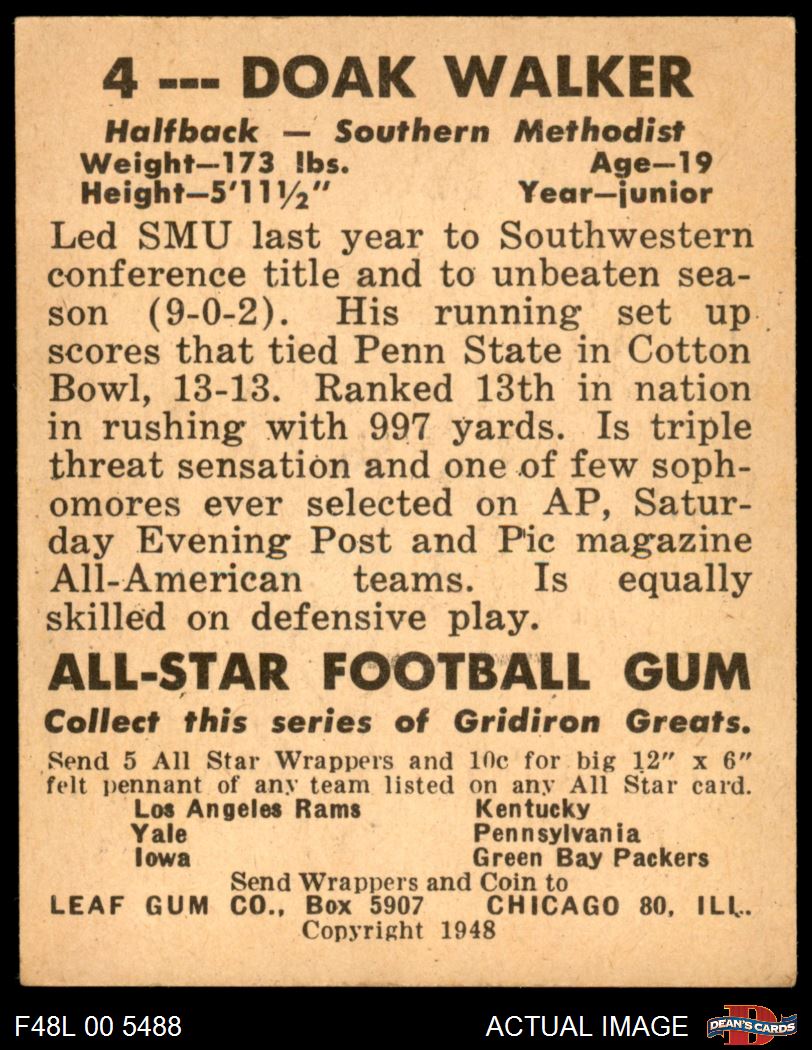 4 --- DOAK WALKER
Halfback — Southern Methodist
Weight—173 lbs. Age—19
Height—5'11½" Year—junior
Led SMU last year to Southwestern
conference title and to unbeaten sea-
son (9-0-2). His running set up
scores that tied Penn State in Cotton
Bowl, 13-13. Ranked 13th in nation
in rushing with 997 yards. Is triple
threat sensation and one of few soph-
omores ever selected on AP, Satur-
day Evening Post and Pic magazine
All-American teams. Is equally
skilled on defensive play.
ALL-STAR FOOTBALL GUM
Collect this series of Gridiron Greats.
Send 5 All Star Wrappers and 10c for big 12" x 6"
felt pennant of any team listed on any All Star card.
Los Angeles Rams Kentucky
Yale Pennsylvania
Iowa Green Bay Packers
Send Wrappers and Coin to
LEAF GUM CO., Box 5907 CHICAGO 80, ILL.
Copyright 1948
F48L 00 5488 ACTUAL IMAGE D DEAN'S CARDS